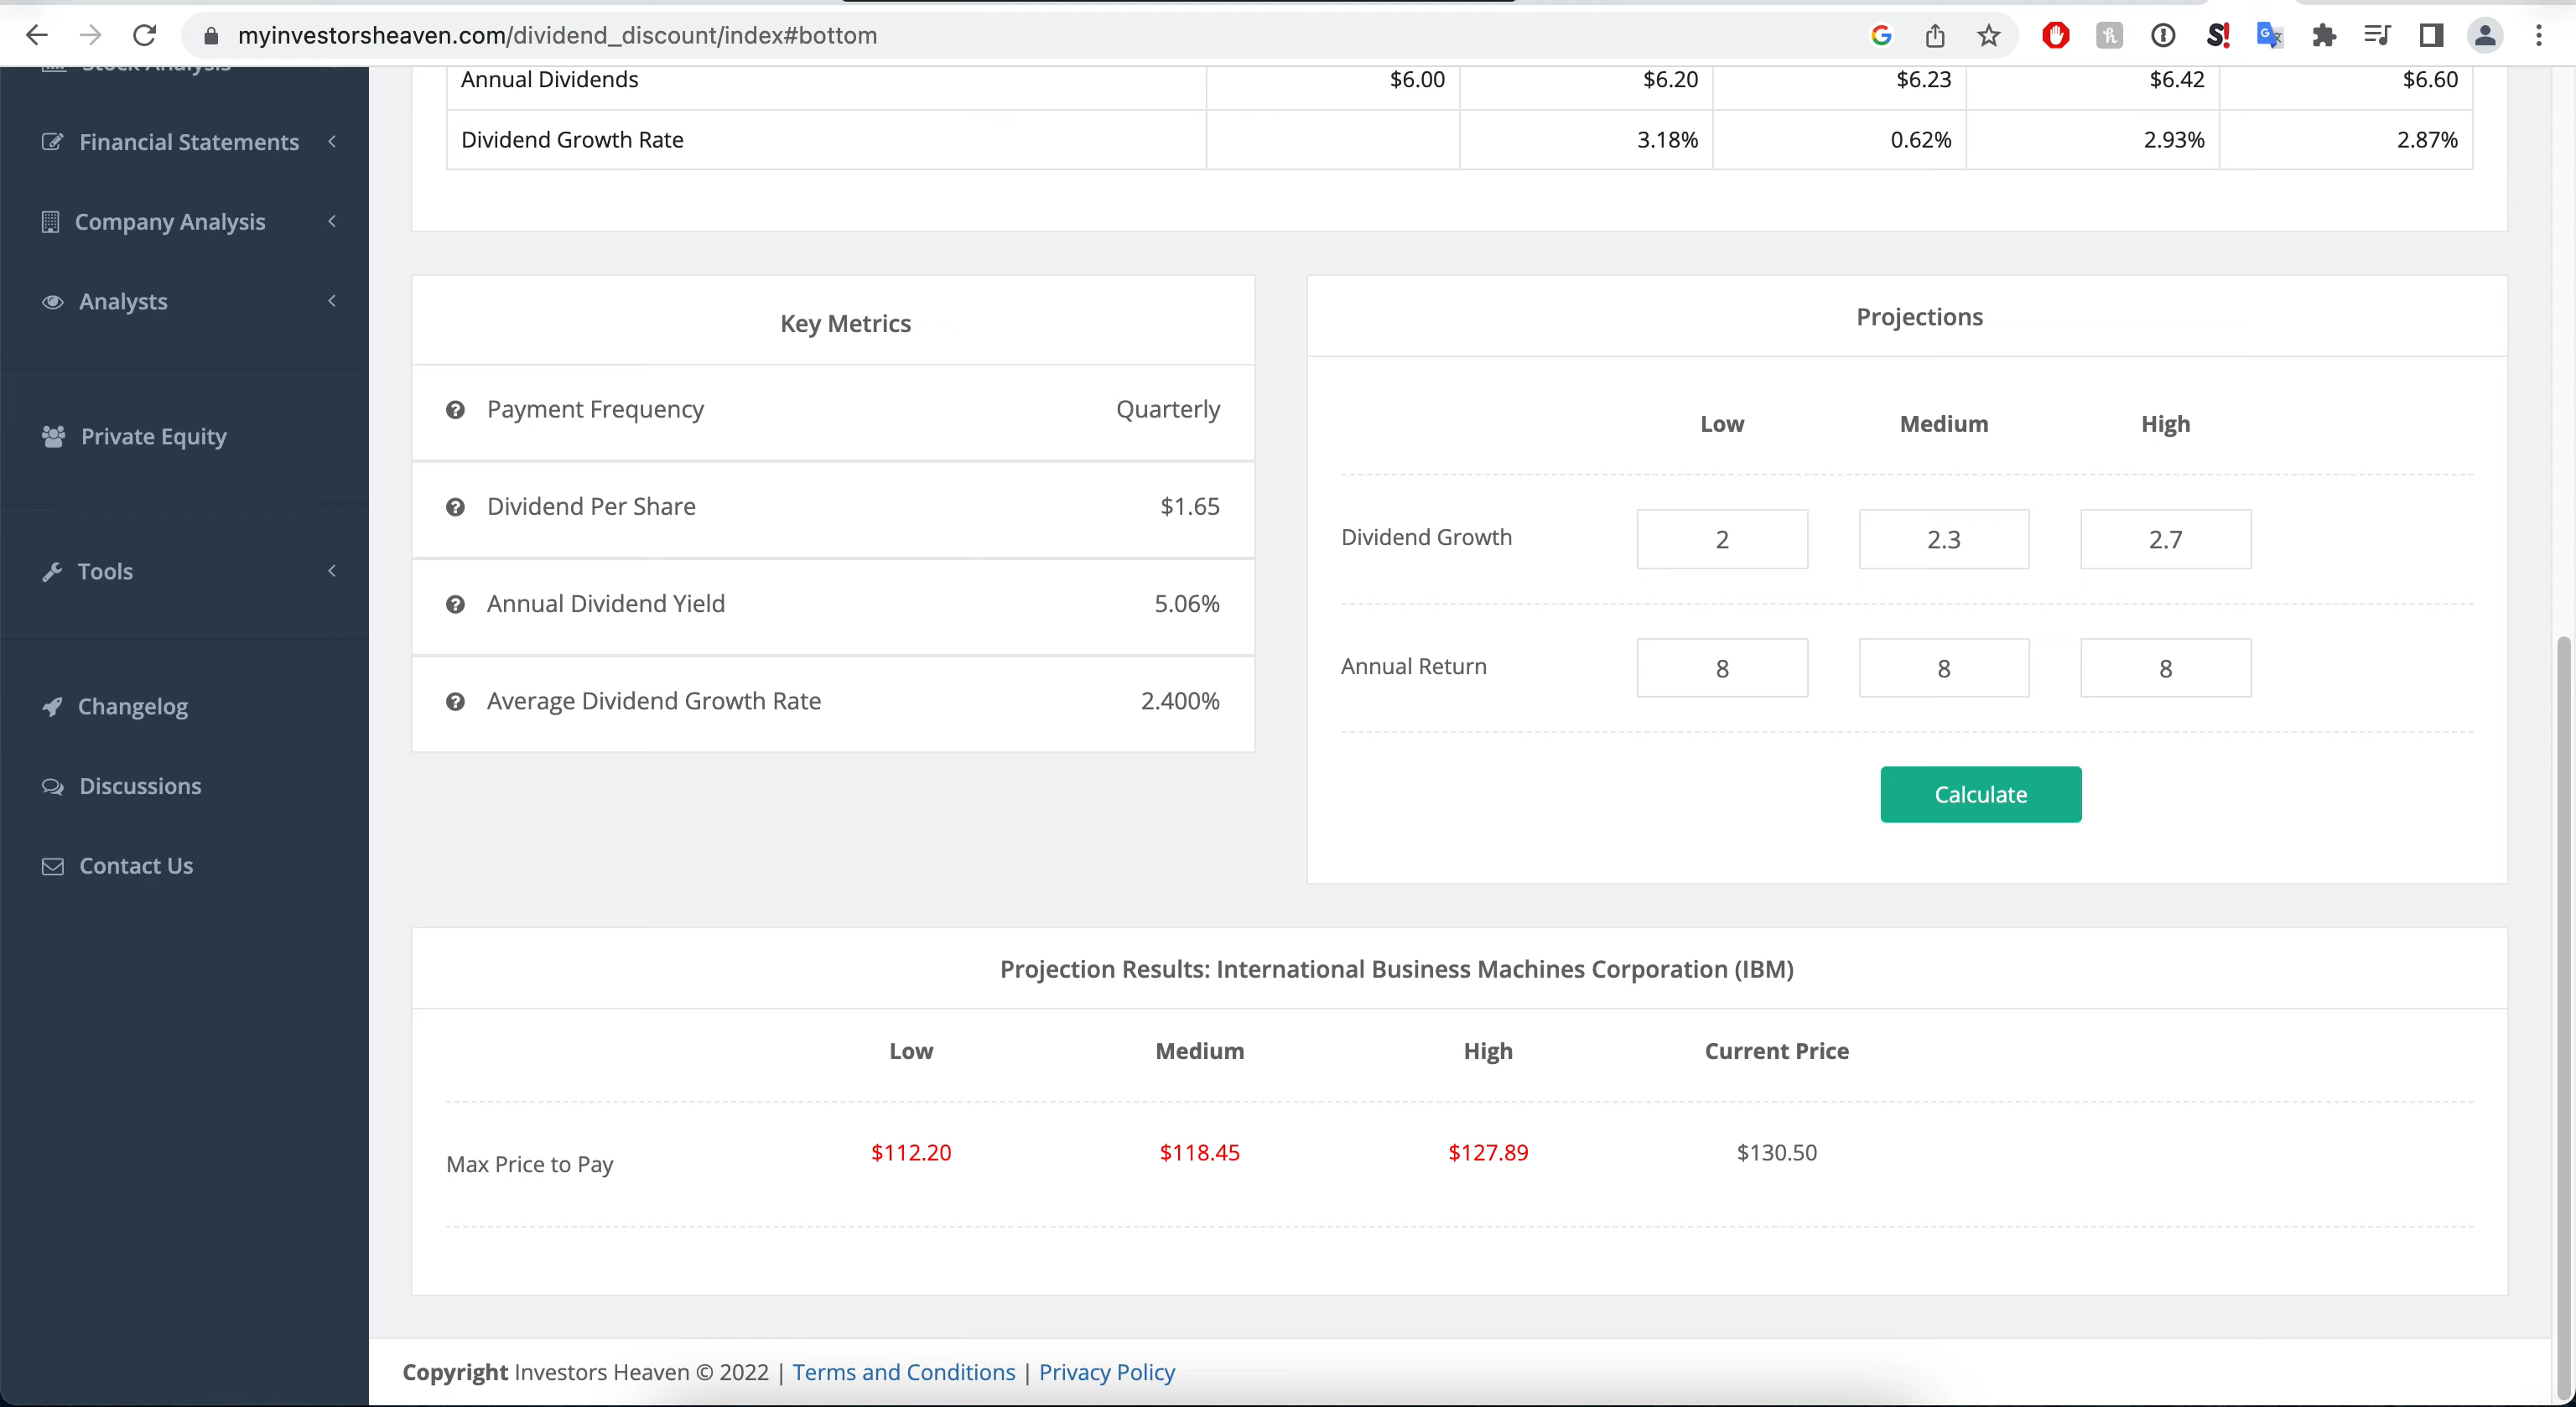 myinvestorsheaven.com/dividend_discount/index#bottom
Annual Dividends $6.00 $6.20 $6.23 $6.42 $6.60
Dividend Growth Rate 3.18% 0.62% 2.93% 2.87%
Stock Analysis
Financial Statements
Company Analysis
Analysts
Private Equity
Tools
Changelog
Discussions
Contact Us
Key Metrics
Payment Frequency Quarterly
Dividend Per Share $1.65
Annual Dividend Yield 5.06%
Average Dividend Growth Rate 2.400%
Projections
Low Medium High
Dividend Growth 2 2.3 2.7
Annual Return 8 8 8
Calculate
Projection Results: International Business Machines Corporation (IBM)
Low Medium High Current Price
Max Price to Pay $112.20 $118.45 $127.89 $130.50
Copyright Investors Heaven © 2022 | Terms and Conditions | Privacy Policy